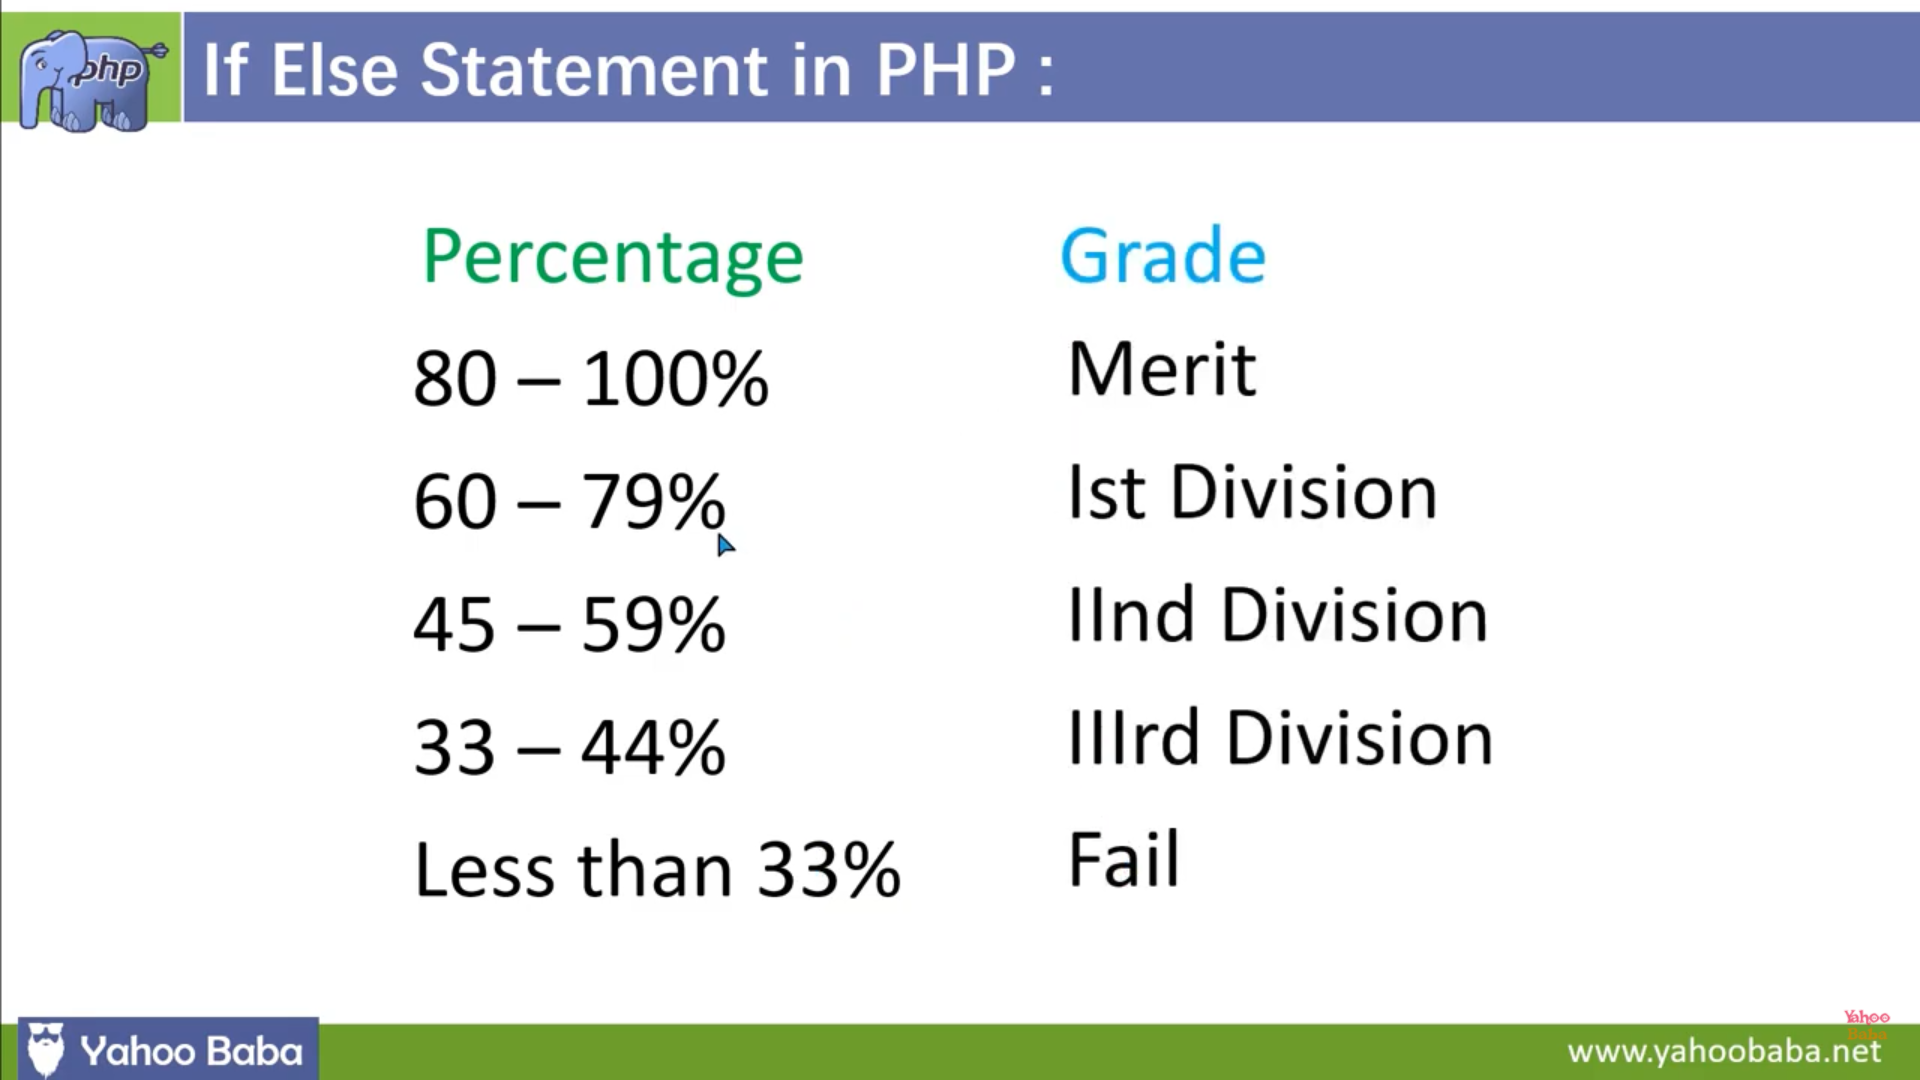 php
If Else Statement in PHP :
Percentage Grade
80 – 100% Merit
60 – 79% Ist Division
45 – 59% IInd Division
33 – 44% IIIrd Division
Less than 33% Fail
Yahoo
Baba
Yahoo Baba
www.yahoobaba.net